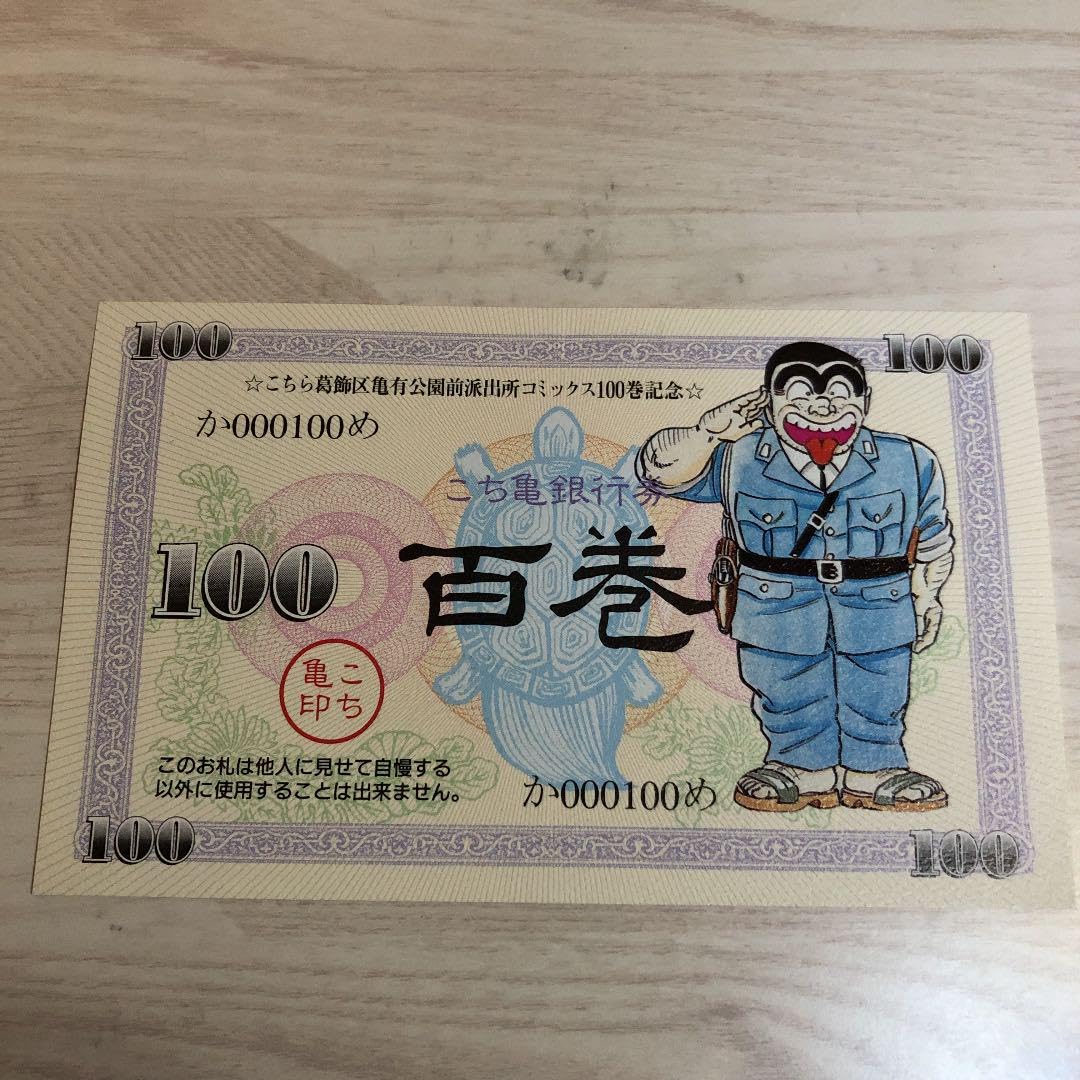 100
100
☆こちら葛飾区亀有公園前派出所コミックス100巻記念☆
か000100め
こち亀銀行券
100
百巻
こち
亀印
このお札は他人に見せて自慢する
以外に使用することは出来ません。
か000100め
100
100